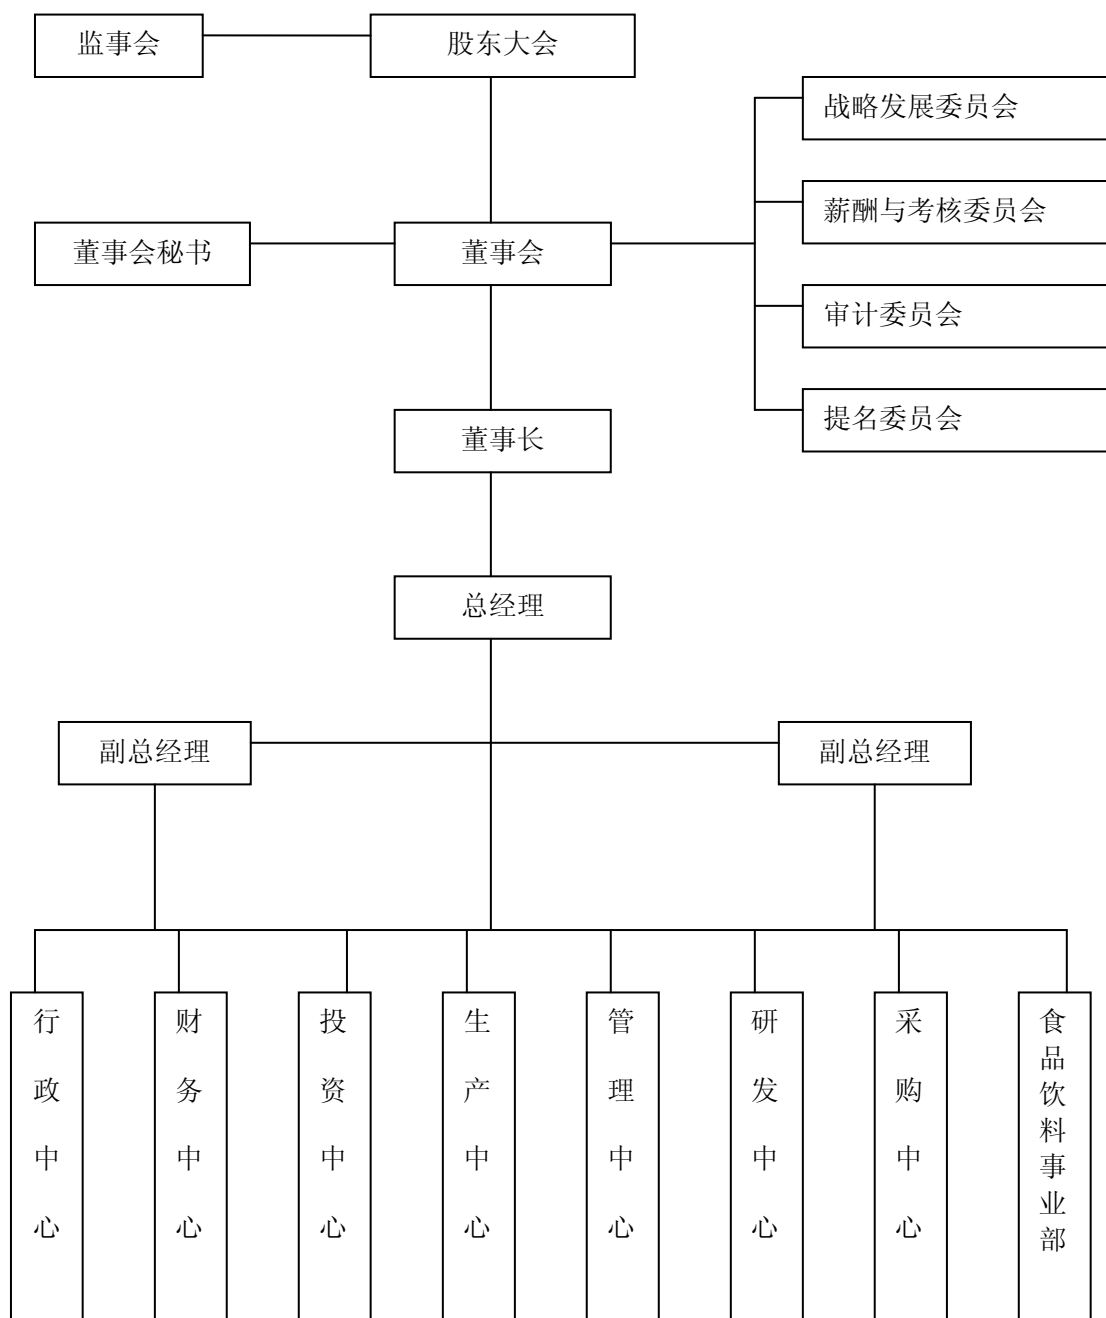 监事会
股东大会
战略发展委员会
薪酬与考核委员会
董事会秘书
董事会
审计委员会
提名委员会
董事长
总经理
副总经理
副总经理
行政中心
财务中心
投资中心
生产中心
管理中心
研发中心
采购中心
食品饮料事业部